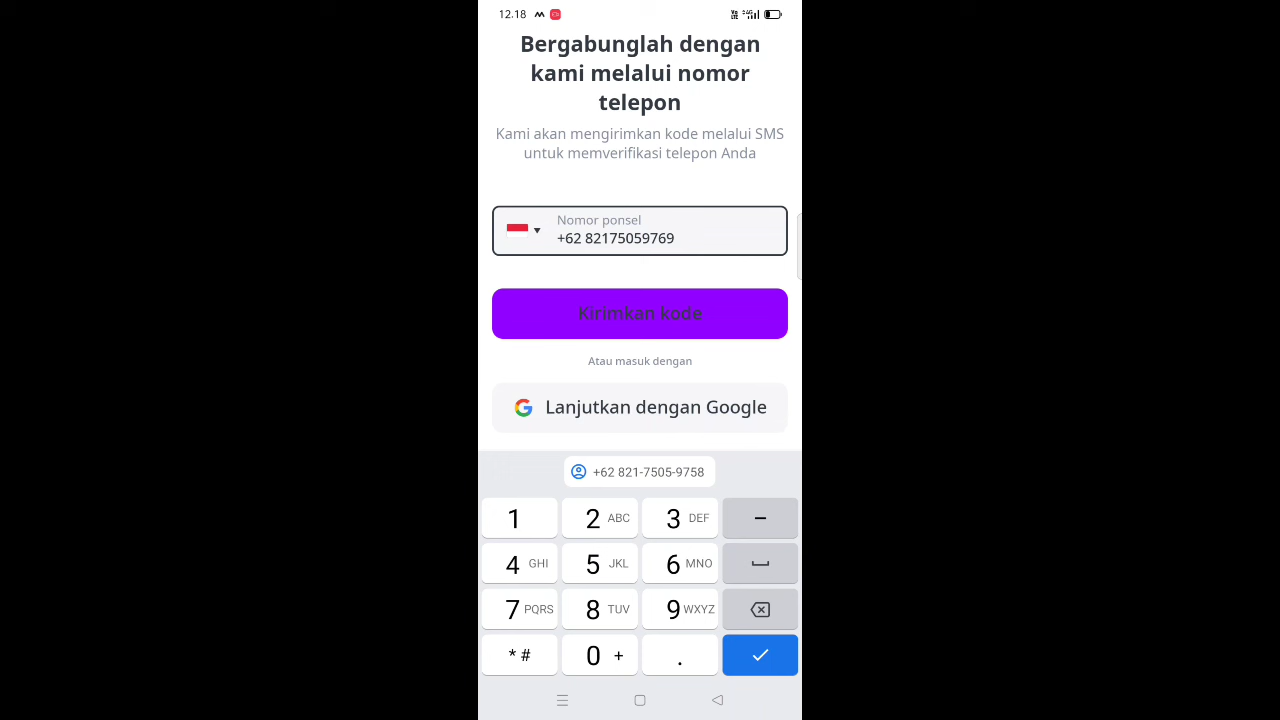 12.18
Bergabunglah dengan
kami melalui nomor
telepon
Kami akan mengirimkan kode melalui SMS
untuk memverifikasi telepon Anda
Nomor ponsel
+62 82175059769
Kirimkan kode
Atau masuk dengan
Lanjutkan dengan Google
+62 821-7505-9758
1 2 ABC 3 DEF –
4 GHI 5 JKL 6 MNO
7 PQRS 8 TUV 9 WXYZ
* # 0 + .